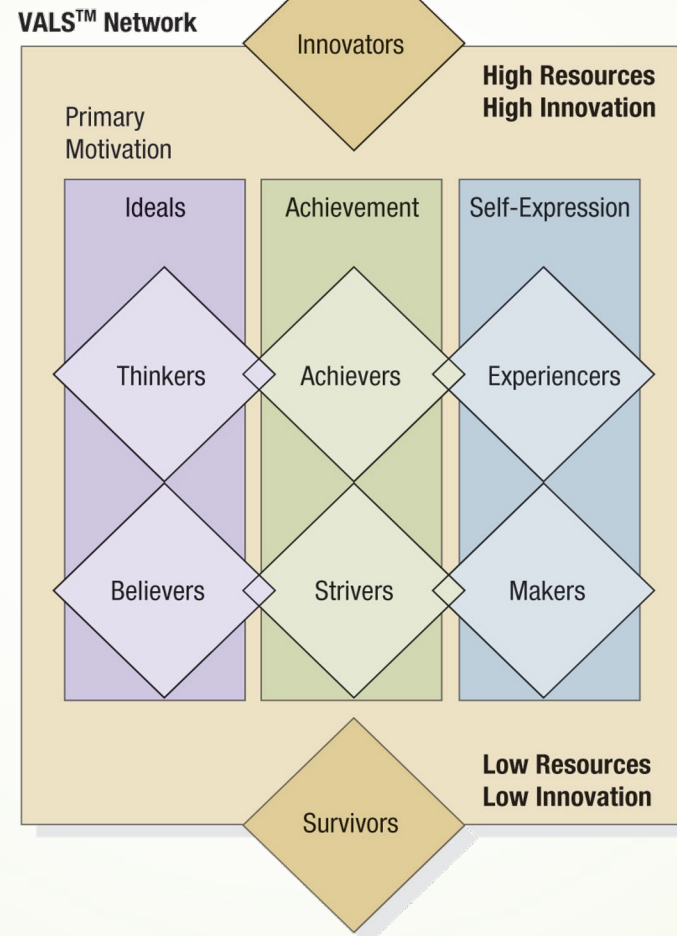 VALS™ Network
Innovators
High Resources
High Innovation
Primary
Motivation
Ideals
Achievement
Self-Expression
Thinkers
Achievers
Experiencers
Believers
Strivers
Makers
Low Resources
Low Innovation
Survivors